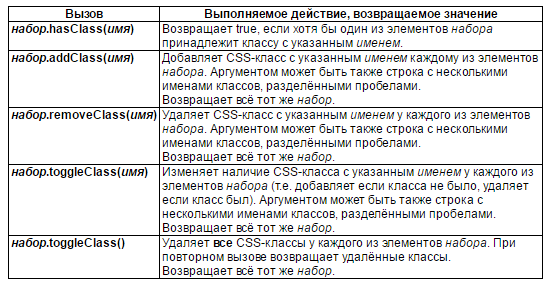 Вызов Выполняемое действие, возвращаемое значение
набор.hasClass(имя) Возвращает true, если хотя бы один из элементов набора
принадлежит классу с указанным именем.
набор.addClass(имя) Добавляет CSS-класс с указанным именем каждому из элементов
набора. Аргументом может быть также строка с несколькими
именами классов, разделёнными пробелами.
Возвращает всё тот же набор.
набор.removeClass(имя) Удаляет CSS-класс с указанным именем у каждого из элементов
набора. Аргументом может быть также строка с несколькими
именами классов, разделёнными пробелами.
Возвращает всё тот же набор.
набор.toggleClass(имя) Изменяет наличие CSS-класса с указанным именем у каждого из
элементов набора (т.е. добавляет если класса не было, удаляет
если класс был). Аргументом может быть также строка с
несколькими именами классов, разделёнными пробелами.
Возвращает всё тот же набор.
набор.toggleClass() Удаляет все CSS-классы у каждого из элементов набора. При
повторном вызове возвращает удалённые классы.
Возвращает всё тот же набор.